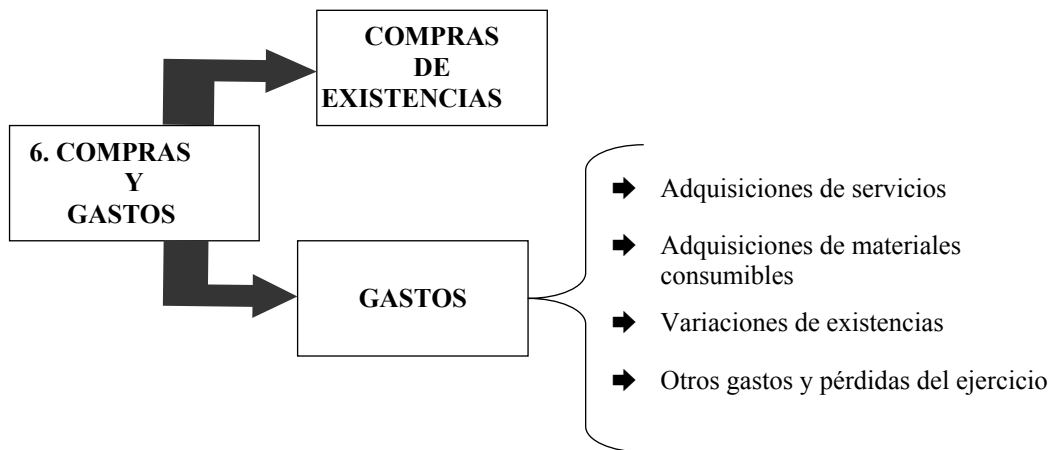 COMPRAS
DE
EXISTENCIAS
6. COMPRAS
Y
GASTOS
GASTOS
Adquisiciones de servicios
Adquisiciones de materiales
consumibles
Variaciones de existencias
Otros gastos y pérdidas del ejercicio